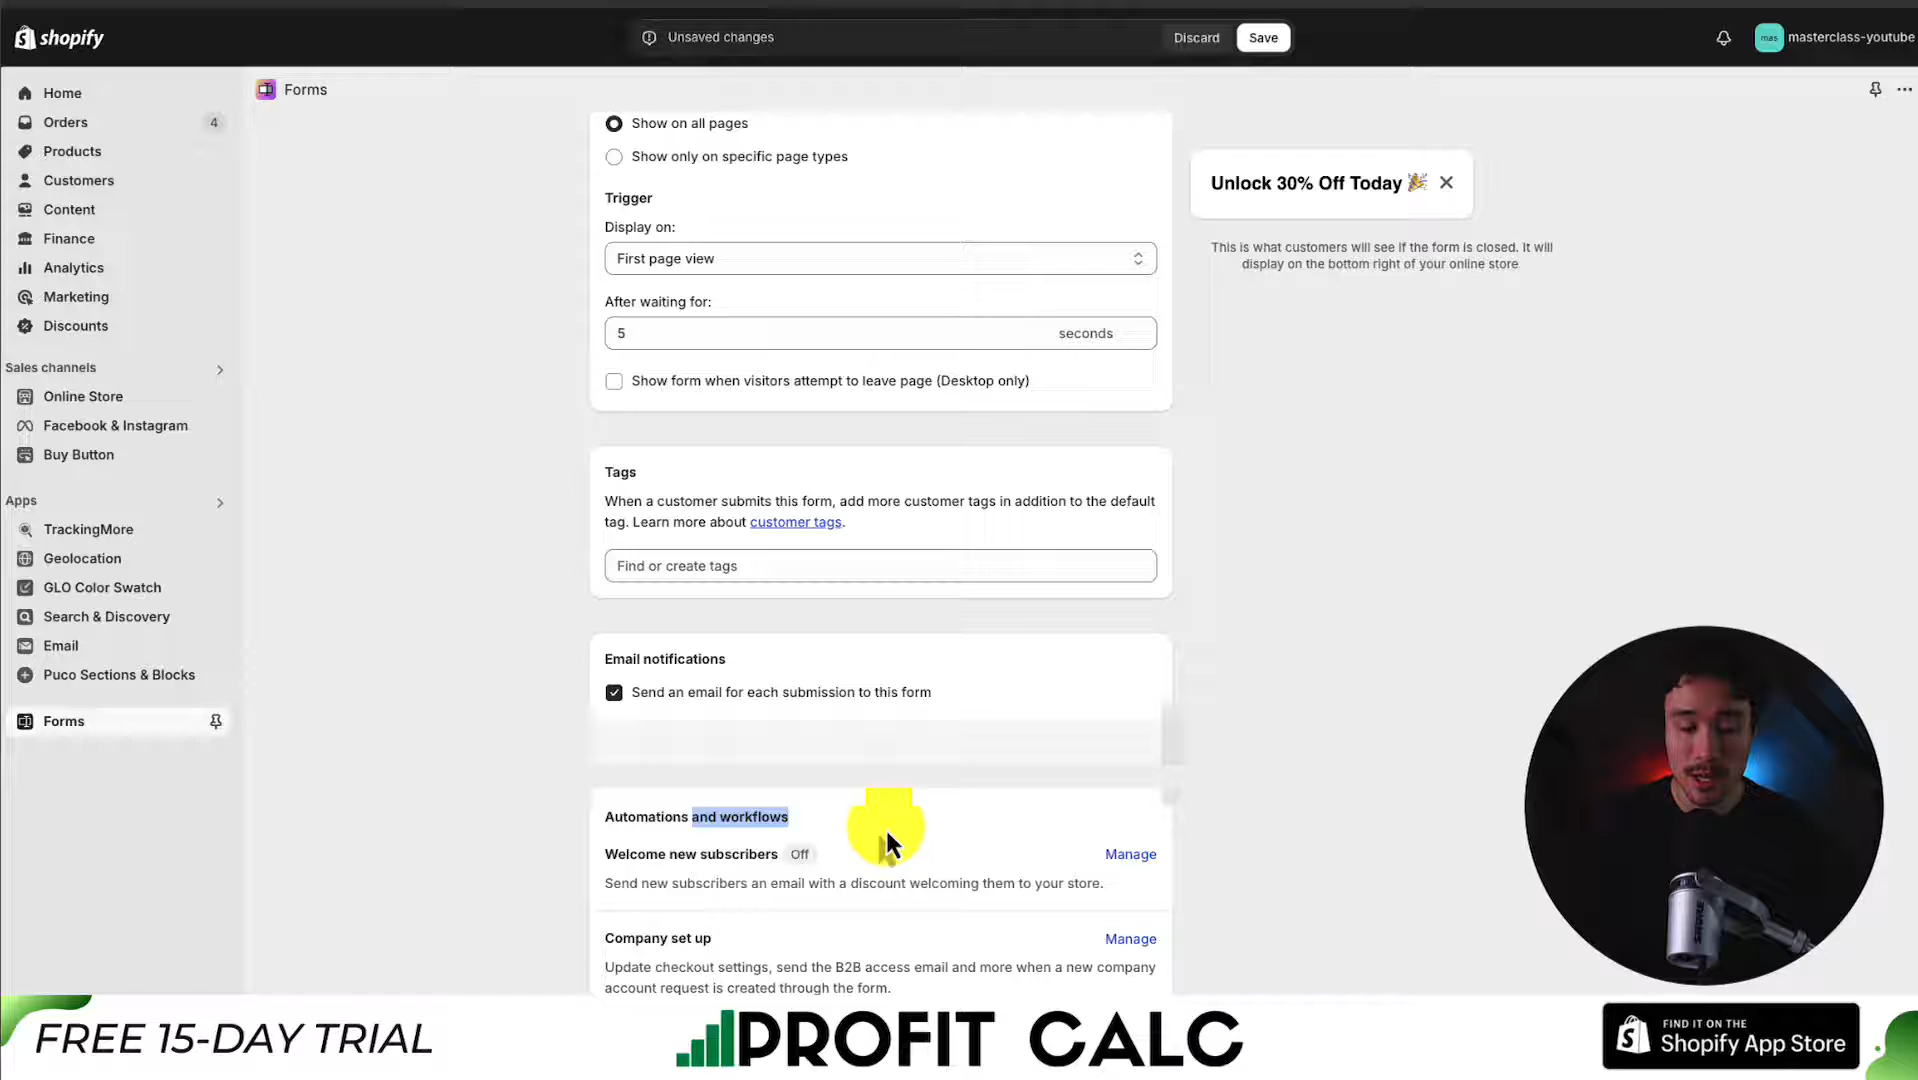 shopify
Unsaved changes
Discard
Save
mas
masterclass-youtube
Home
Orders
4
Products
Customers
Content
Finance
Analytics
Marketing
Discounts
Sales channels
Online Store
Facebook & Instagram
Buy Button
Apps
TrackingMore
Geolocation
GLO Color Swatch
Search & Discovery
Email
Puco Sections & Blocks
Forms
Forms
Show on all pages
Show only on specific page types
Trigger
Display on:
First page view
After waiting for:
5 seconds
Show form when visitors attempt to leave page (Desktop only)
Tags
When a customer submits this form, add more customer tags in addition to the default
tag. Learn more about customer tags.
Find or create tags
Email notifications
Send an email for each submission to this form
Automations and workflows
Welcome new subscribers Off Manage
Send new subscribers an email with a discount welcoming them to your store.
Company set up Manage
Update checkout settings, send the B2B access email and more when a new company
account request is created through the form.
Unlock 30% Off Today 🎉
This is what customers will see if the form is closed. It will
display on the bottom right of your online store
SHURE
FREE 15-DAY TRIAL
PROFIT CALC
FIND IT ON THE
Shopify App Store